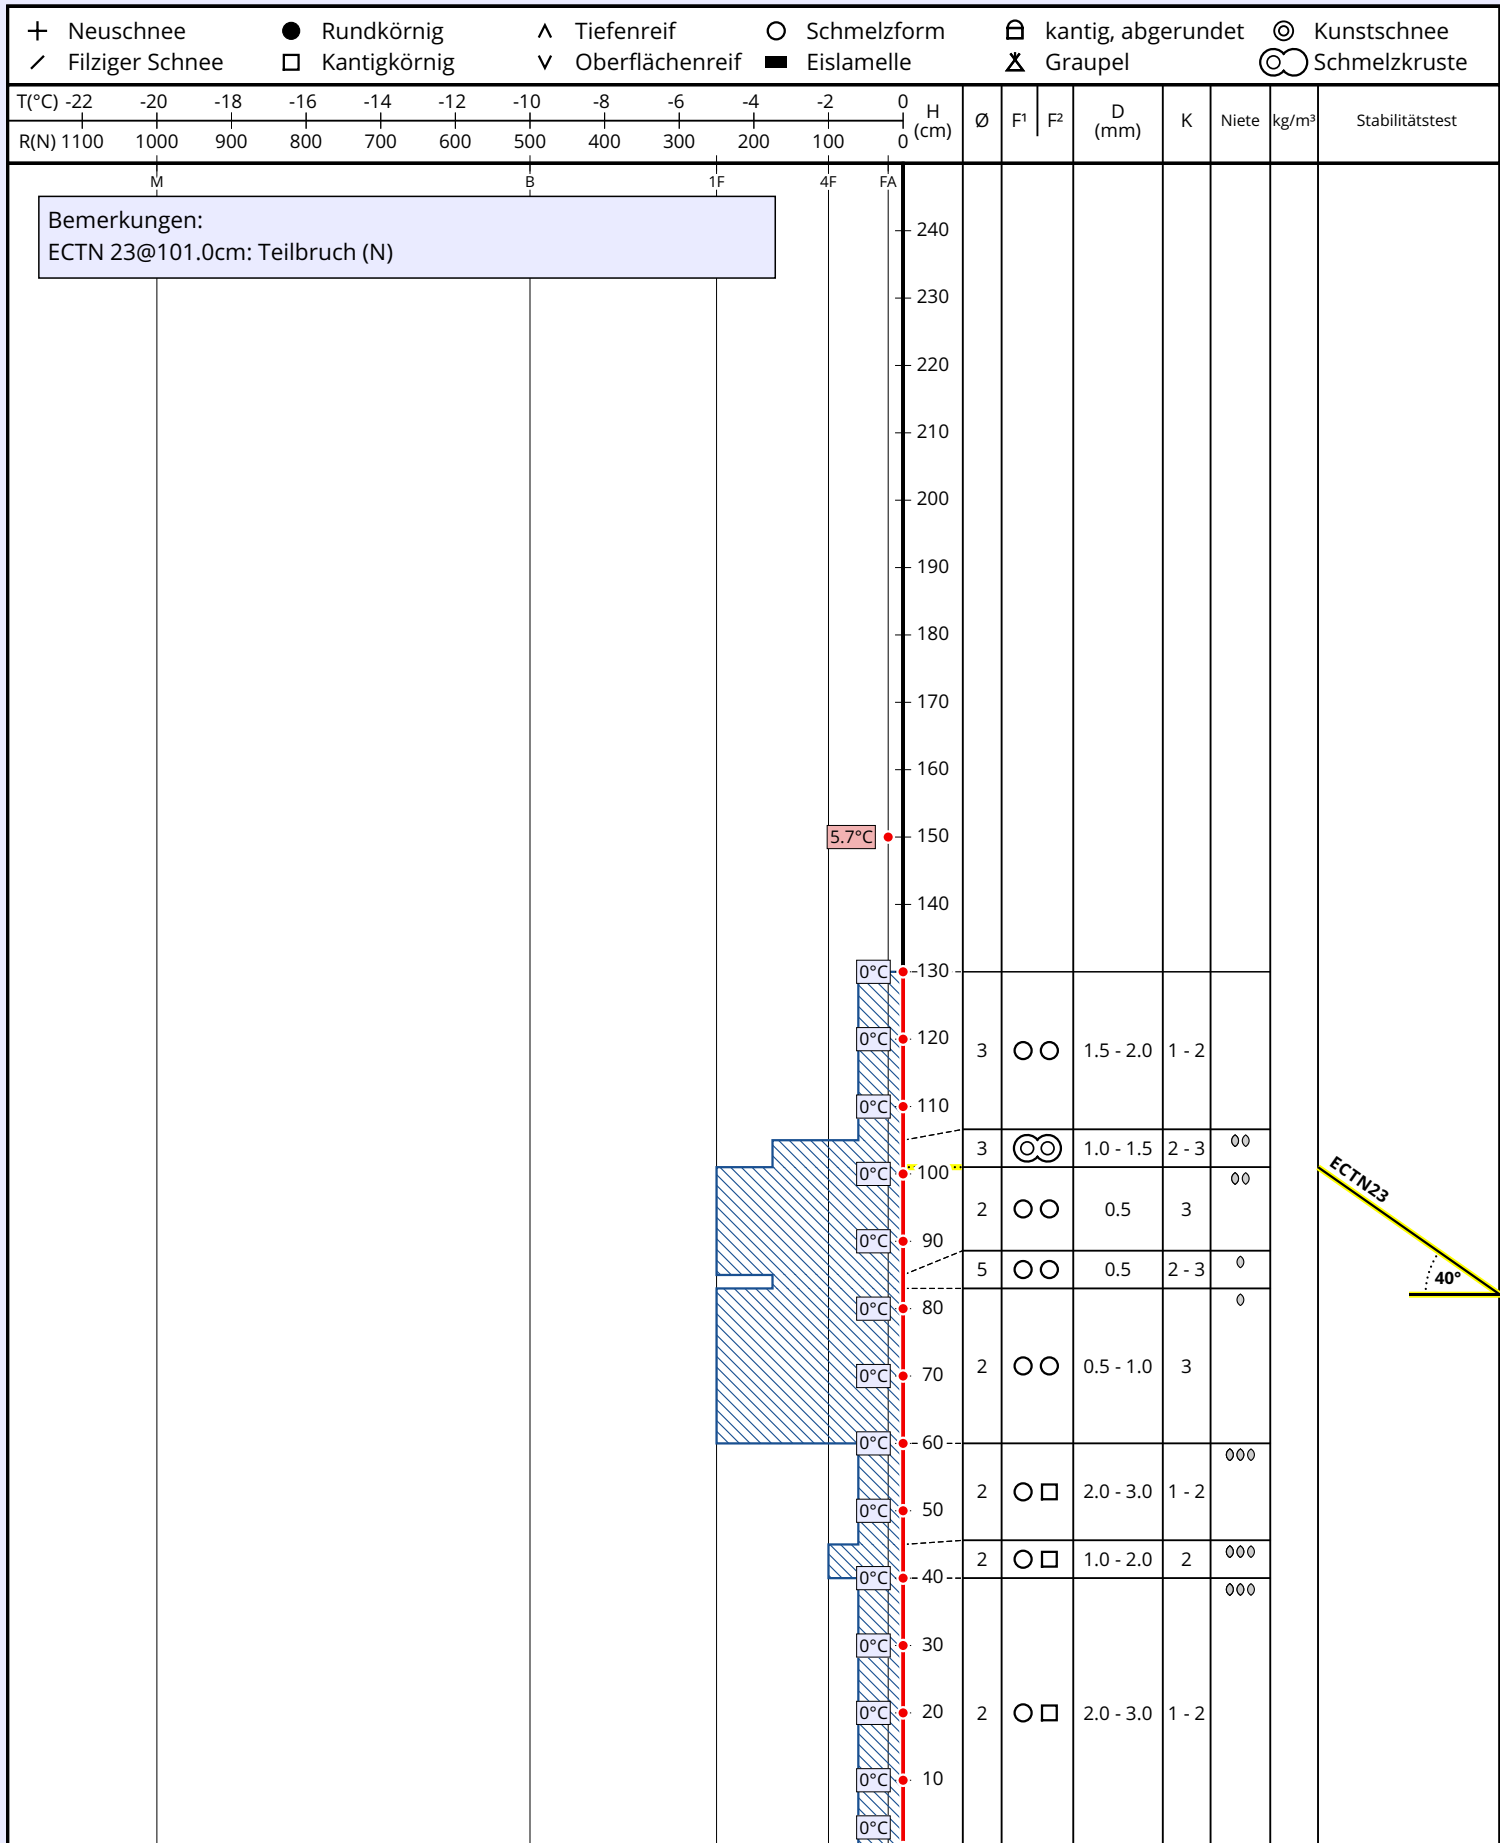 Neuschnee Rundkörnig Tiefenreif Schmelzform kantig, abgerundet Kunstschnee
Filziger Schnee Kantigkörnig Oberflächenreif Eislamelle Graupel Schmelzkruste
T(°C) -22 -20 -18 -16 -14 -12 -10 -8 -6 -4 -2 0
R(N) 1100 1000 900 800 700 600 500 400 300 200 100 0
H (cm) Ø F¹ F² D (mm) K Niete kg/m³ Stabilitätstest
M B 1F 4F FA
Bemerkungen:
ECTN 23@101.0cm: Teilbruch (N)
240
230
220
210
200
190
180
170
160
5.7°C 150
140
0°C 130
0°C 120
3 1.5 - 2.0 1 - 2
0°C 110
3 1.0 - 1.5 2 - 3
0°C 100
ECTN23
2 0.5 3
0°C 90
5 0.5 2 - 3
40°
0°C 80
2 0.5 - 1.0 3
0°C 70
0°C 60
2 2.0 - 3.0 1 - 2
0°C 50
2 1.0 - 2.0 2
0°C 40
0°C 30
0°C 20
2 2.0 - 3.0 1 - 2
0°C 10
0°C